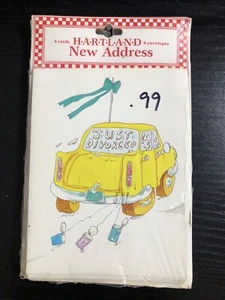 8 cards HARTLAND 8 envelopes
New Address
.99
JUST
DIVORCED